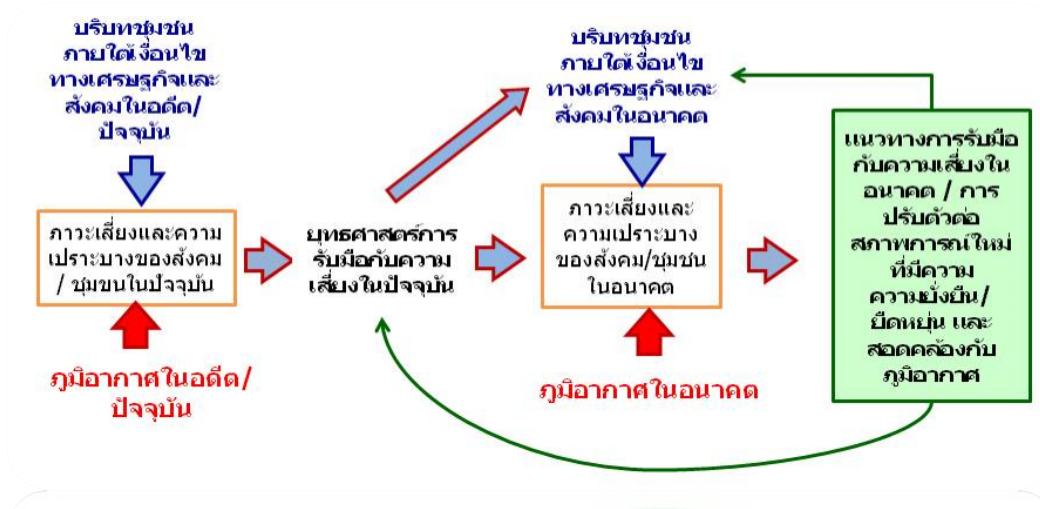 บริบทชุมชน
ภายใต้เงื่อนไข
ทางเศรษฐกิจและ
สังคมในอดีต/
ปัจจุบัน
ภาวะเสี่ยงและความ
เปราะบางของสังคม
/ ชุมขนในปัจจุบัน
ภูมิอากาศในอดีต/
ปัจจุบัน
ยุทธศาสตร์การ
รับมือกับความ
เสี่ยงในปัจจุบัน
บริบทชุมชน
ภายใต้เงื่อนไข
ทางเศรษฐกิจและ
สังคมในอนาคต
ภาวะเสี่ยงและ
ความเปราะบาง
ของสังคม/ชุมชน
ในอนาคต
ภูมิอากาศในอนาคต
แนวทางการรับมือ
กับความเสี่ยงใน
อนาคต / การ
ปรับตัวต่อ
สภาพการณ์ใหม่
ที่มีความ
ความยั่งยืน/
ยืดหยุ่น และ
สอดคล้องกับ
ภูมิอากาศ